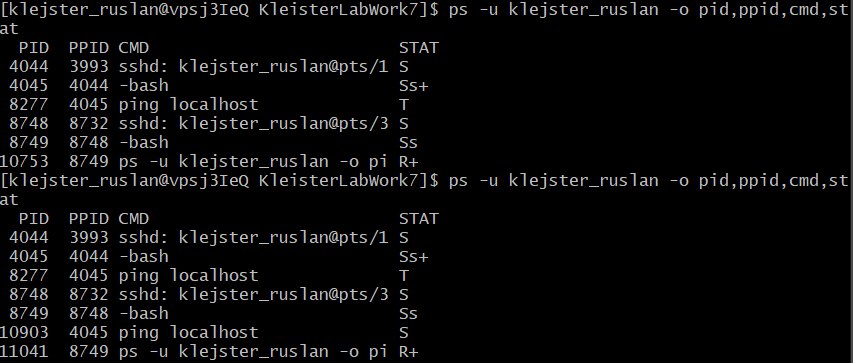 [klejster_ruslan@vpsj3IeQ KleisterLabWork7]$ ps -u klejster_ruslan -o pid,ppid,cmd,st
at
  PID  PPID CMD                         STAT
 4044  3993 sshd: klejster_ruslan@pts/1 S
 4045  4044 -bash                       Ss+
 8277  4045 ping localhost              T
 8748  8732 sshd: klejster_ruslan@pts/3 S
 8749  8748 -bash                       Ss
10753  8749 ps -u klejster_ruslan -o pi R+
[klejster_ruslan@vpsj3IeQ KleisterLabWork7]$ ps -u klejster_ruslan -o pid,ppid,cmd,st
at
  PID  PPID CMD                         STAT
 4044  3993 sshd: klejster_ruslan@pts/1 S
 4045  4044 -bash                       Ss+
 8277  4045 ping localhost              T
 8748  8732 sshd: klejster_ruslan@pts/3 S
 8749  8748 -bash                       Ss
10903  4045 ping localhost              S
11041  8749 ps -u klejster_ruslan -o pi R+